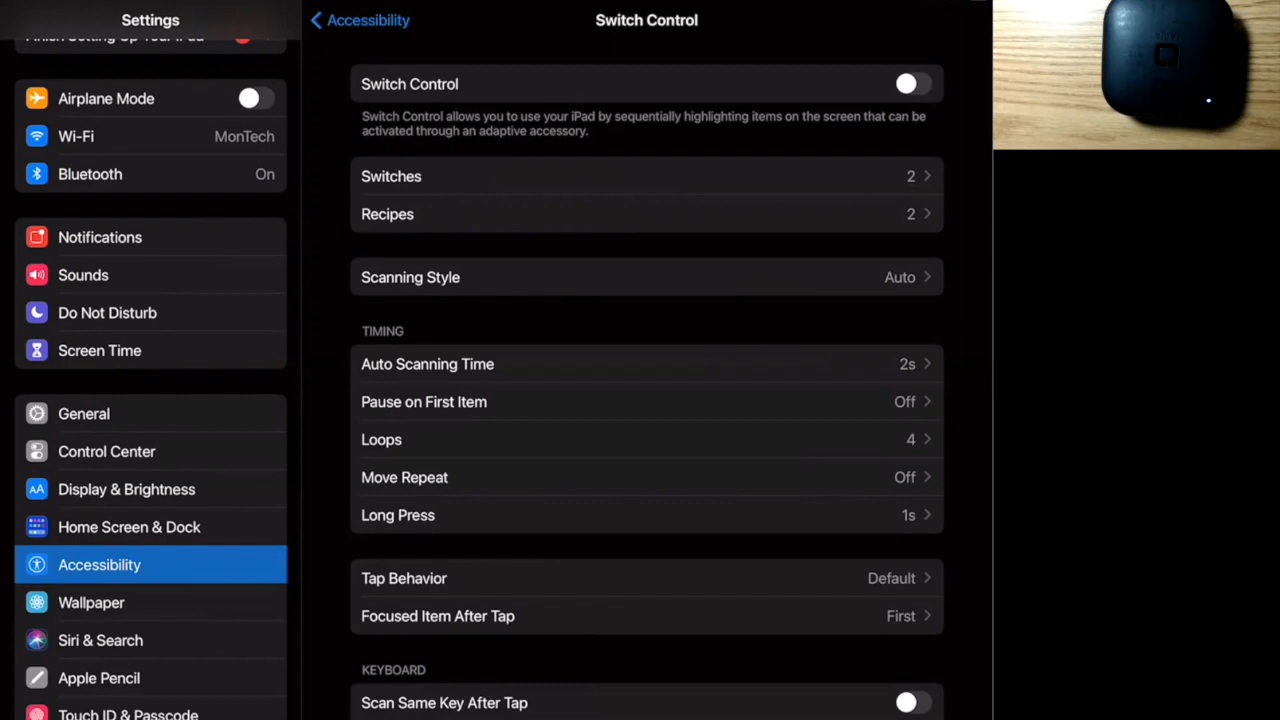 Settings
Finish Setting Up Your iPad
Airplane Mode
Wi-Fi MonTech
Bluetooth On
Notifications
Sounds
Do Not Disturb
Screen Time
General
Control Center
Display & Brightness
Home Screen & Dock
Accessibility
Wallpaper
Siri & Search
Apple Pencil
Touch ID & Passcode
Accessibility
Switch Control
Switch Control
Switch Control allows you to use your iPad by sequentially highlighting items on the screen that can be
activated through an adaptive accessory.
Switches 2
Recipes 2
Scanning Style Auto
TIMING
Auto Scanning Time 2s
Pause on First Item Off
Loops 4
Move Repeat Off
Long Press 1s
Tap Behavior Default
Focused Item After Tap First
KEYBOARD
Scan Same Key After Tap